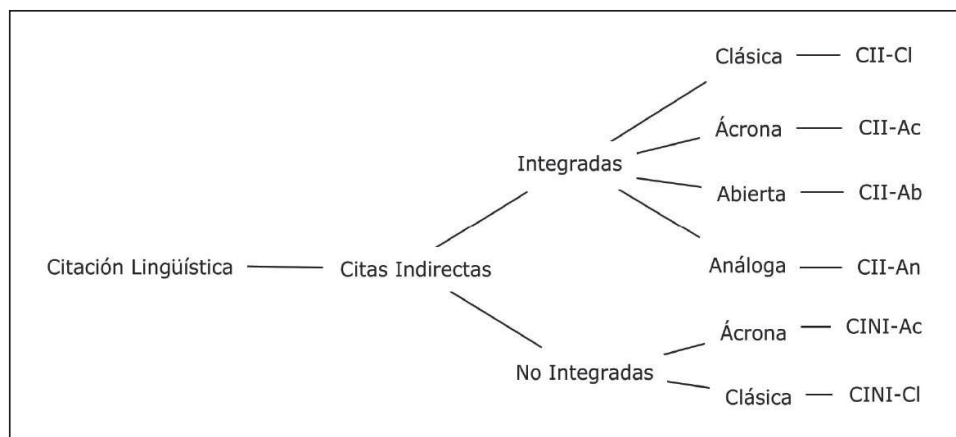 Clásica CII-Cl
Ácrona CII-Ac
Integradas
Abierta CII-Ab
Citación Lingüística Citas Indirectas
Análoga CII-An
Ácrona CINI-Ac
No Integradas
Clásica CINI-Cl